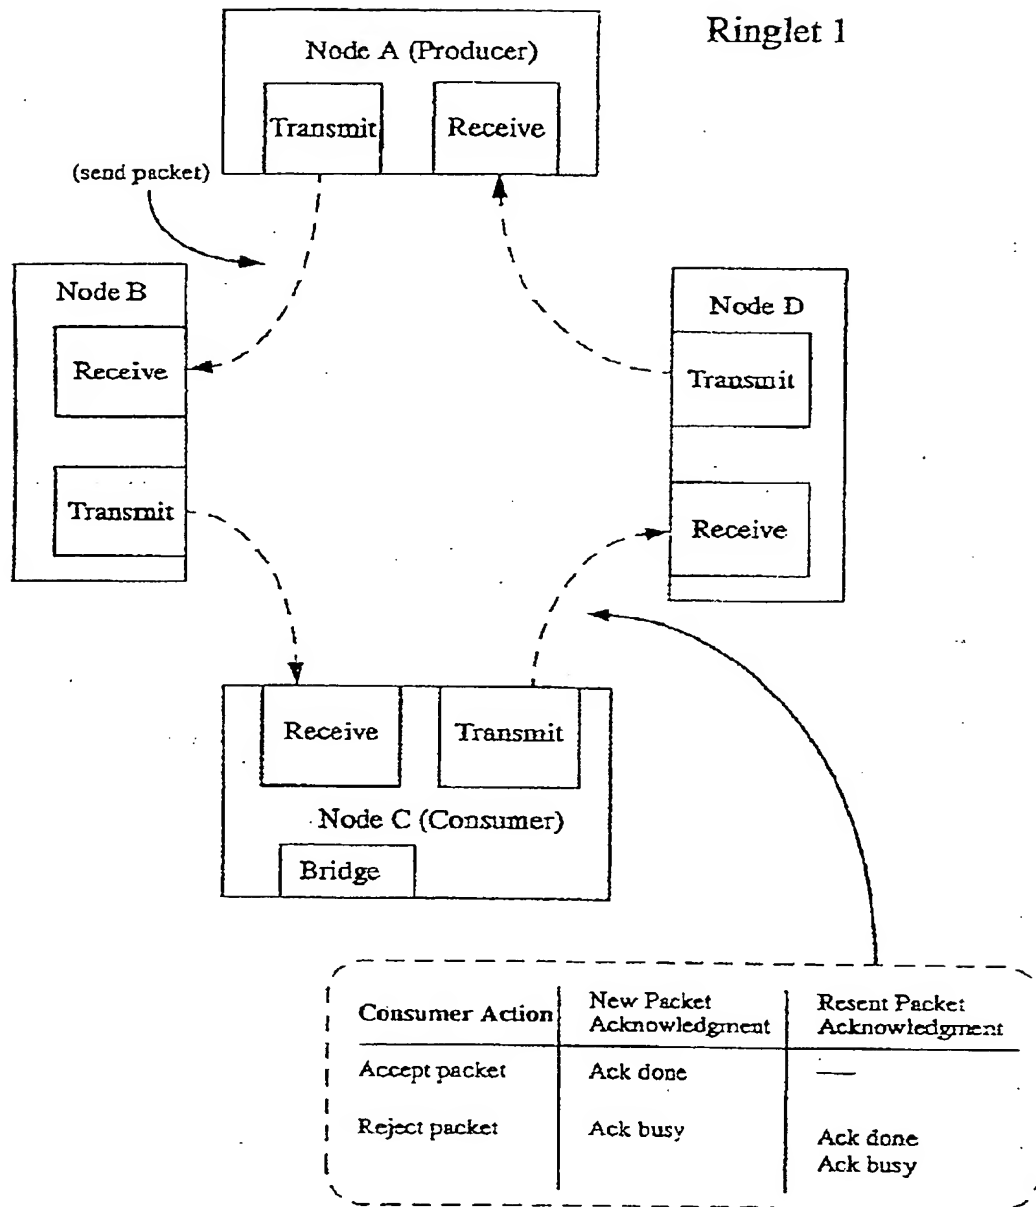 Ringlet 1
Node A (Producer)
Transmit
Receive
(send packet)
Node B
Receive
Transmit
Node D
Transmit
Receive
Receive
Transmit
Node C (Consumer)
Bridge
Consumer Action
New Packet
Acknowledgment
Resent Packet
Acknowledgment
Accept packet
Ack done
—
Reject packet
Ack busy
Ack done
Ack busy